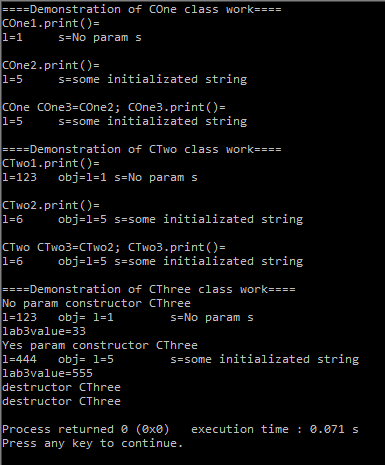 ====Demonstration of COne class work====
COne1.print()=
l=1     s=No param s
COne2.print()=
l=5     s=some initializated string
COne COne3=COne2; COne3.print()=
l=5     s=some initializated string
====Demonstration of CTwo class work====
CTwo1.print()=
l=123   obj=l=1 s=No param s
CTwo2.print()=
l=6     obj=l=5 s=some initializated string
CTwo CTwo3=CTwo2; CTwo3.print()=
l=6     obj=l=5 s=some initializated string
====Demonstration of CThree class work====
No param constructor CThree
l=123   obj= l=1        s=No param s
lab3value=33
Yes param constructor CThree
l=444   obj= l=5        s=some initializated string
lab3value=555
destructor CThree
destructor CThree
Process returned 0 (0x0)   execution time : 0.071 s
Press any key to continue.